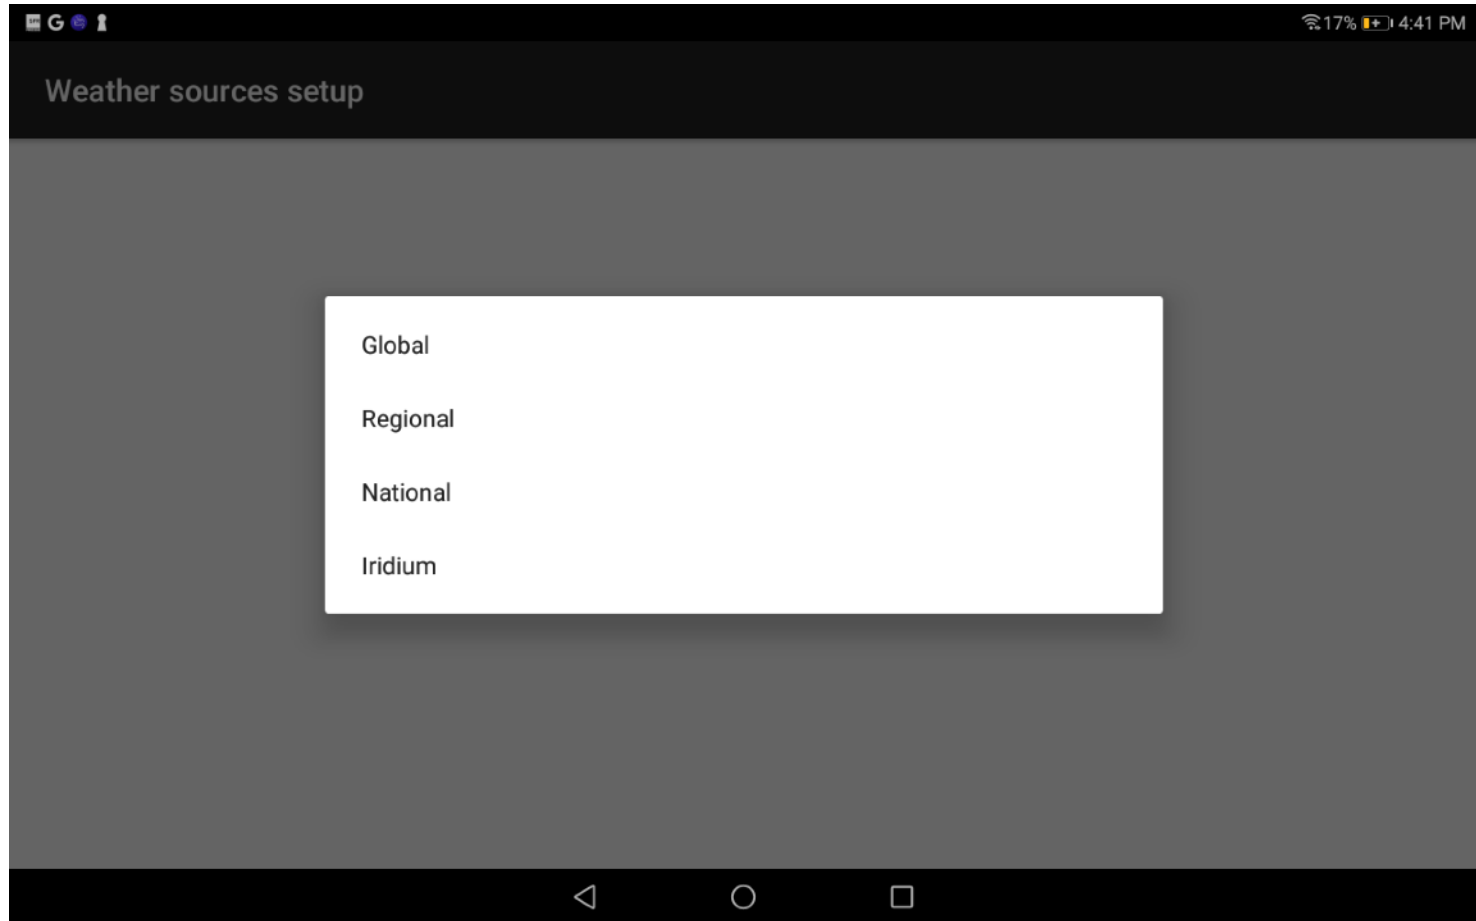 G
17% 4:41 PM
Weather sources setup
Global
Regional
National
Iridium